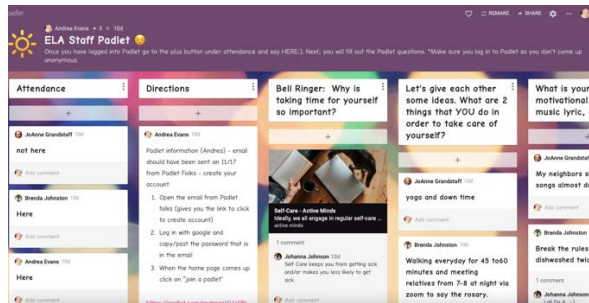 padlet
REMAKE
SHARE
Andrea Evans + 3 10d
ELA Staff Padlet
Once you have logged into Padlet go to the plus button under attendance and say HERE:). Next, you will fill out the Padlet questions. *Make sure you log in to Padlet so you don't come up
anonymous.
Attendance
+
JoAnne Grandstaff 10d
not here
Add comment
Brenda Johnston 10d
Here
Add comment
Andrea Evans 10d
Here
Add comment
Directions
+
Andrea Evans 10d
Padlet information (Andrea) - email
should have been sent on 11/17
from Padlet Folks - create your
account
1. Open the email from Padlet
folks (gives you the link to click
to create account)
2. Log in with google and
copy/post the password that is
in the email
3. When the home page comes up
click on "join a padlet"
Bell Ringer: Why is
taking time for yourself
so important?
+
Self-Care - Active Minds
Ideally, we all engage in regular self-care ...
active minds
1 comment
Johanna Johnson 10d
Self Care keeps you from getting sick
and/or makes you less likely to get
sick.
Add comment
Let's give each other
some ideas. What are 2
things that YOU do in
order to take care of
yourself?
+
JoAnne Grandstaff 10d
yoga and down time
Add comment
Brenda Johnston 10d
Walking everyday for 45 to60
minutes and meeting
relatives from 7-8 at night via
zoom to say the rosary.
Add comment
What is your
motivational
music lyric,
JoAnne Grandstaf
My neighbors s
songs almost d
Add comment
Brenda Johnston
Break the rules
dishwashed twic
1 comment
Johanna Johnson